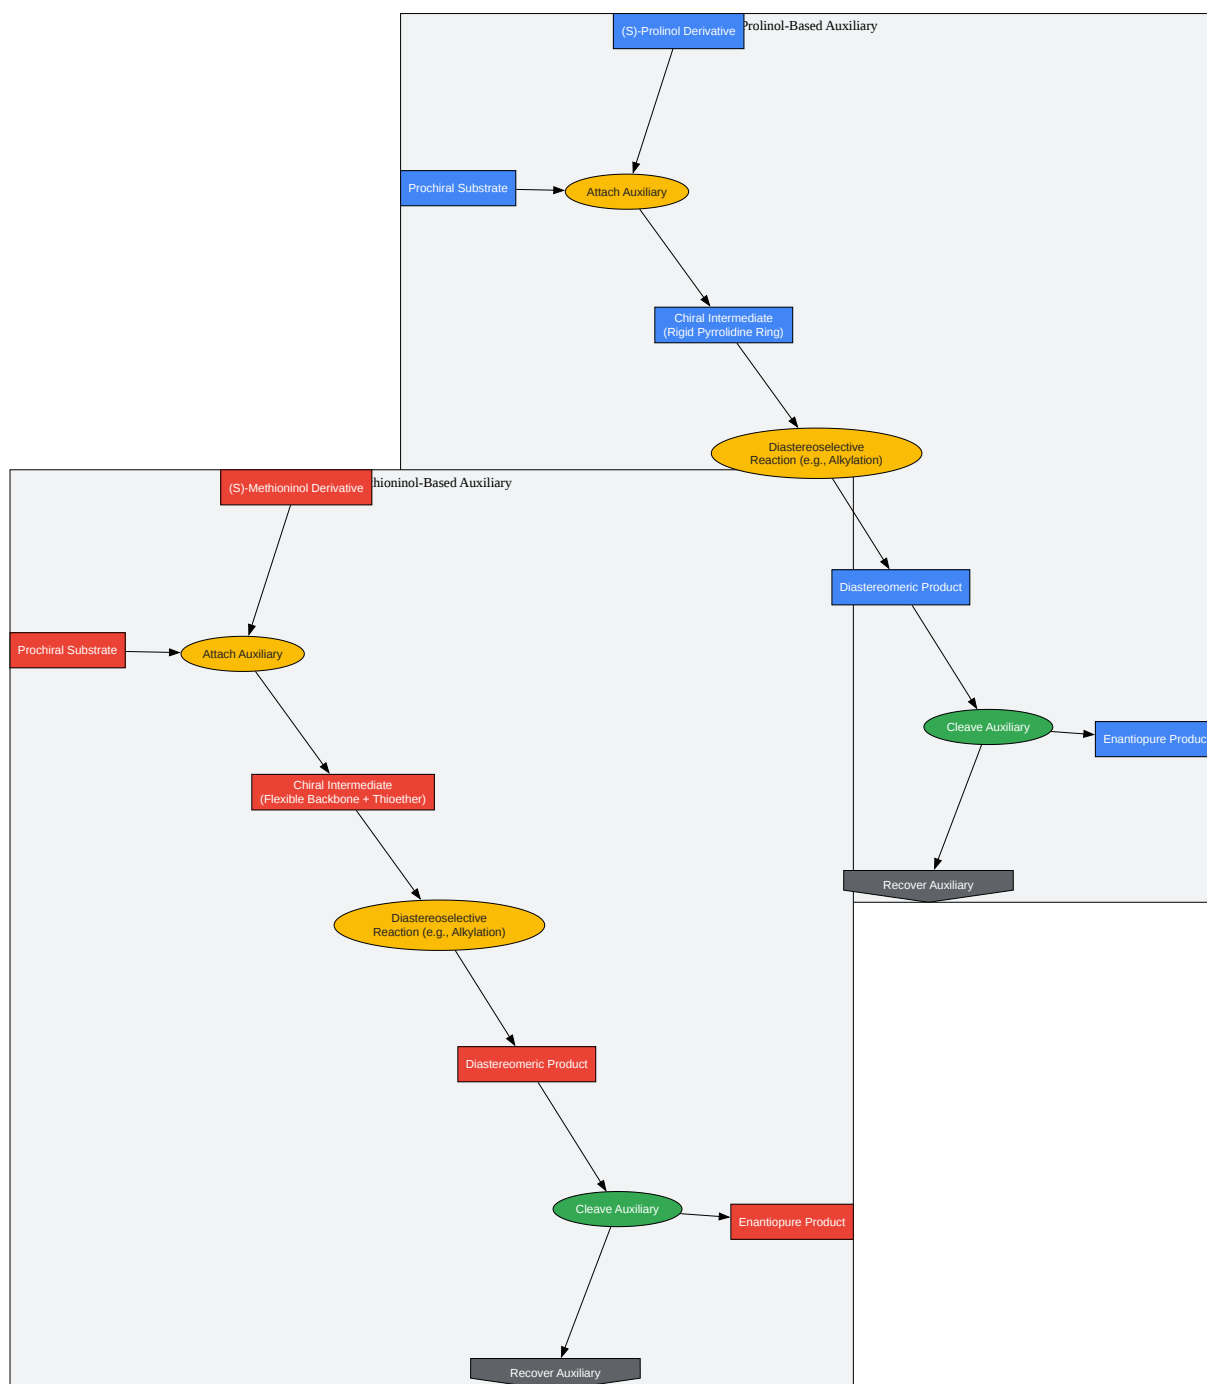 (S)-Prolinol Derivative
Prolinol-Based Auxiliary
Prochiral Substrate
Attach Auxiliary
Chiral Intermediate
(Rigid Pyrrolidine Ring)
Diastereoselective
Reaction (e.g., Alkylation)
Diastereomeric Product
Cleave Auxiliary
Enantiopure Product
Recover Auxiliary
(S)-Methioninol Derivative
hioninol-Based Auxiliary
Prochiral Substrate
Attach Auxiliary
Chiral Intermediate
(Flexible Backbone + Thioether)
Diastereoselective
Reaction (e.g., Alkylation)
Diastereomeric Product
Cleave Auxiliary
Enantiopure Product
Recover Auxiliary